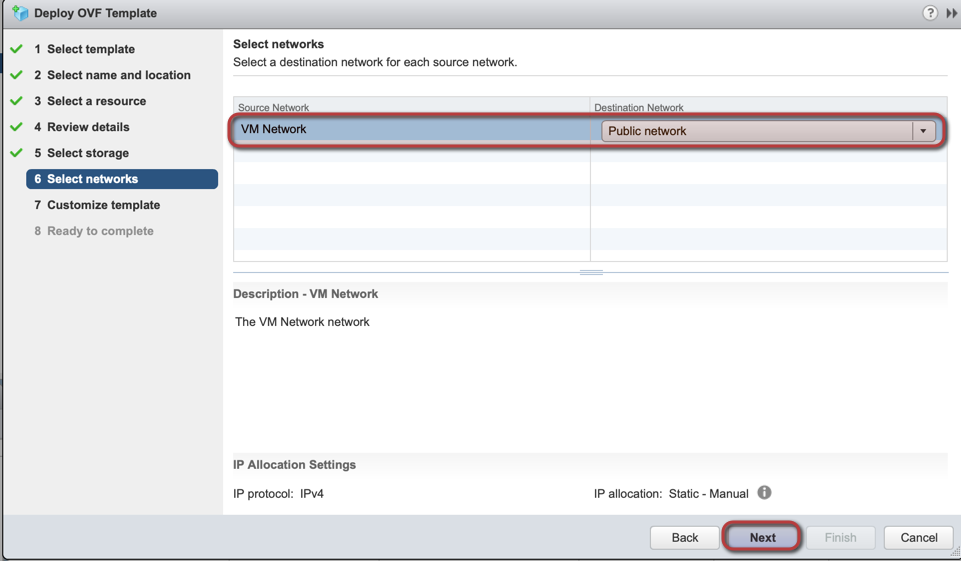 Deploy OVF Template
1 Select template
2 Select name and location
3 Select a resource
4 Review details
5 Select storage
6 Select networks
7 Customize template
8 Ready to complete
Select networks
Select a destination network for each source network.
Source Network Destination Network
VM Network Public network
Description - VM Network
The VM Network network
IP Allocation Settings
IP protocol: IPv4 IP allocation: Static - Manual
Back Next Finish Cancel